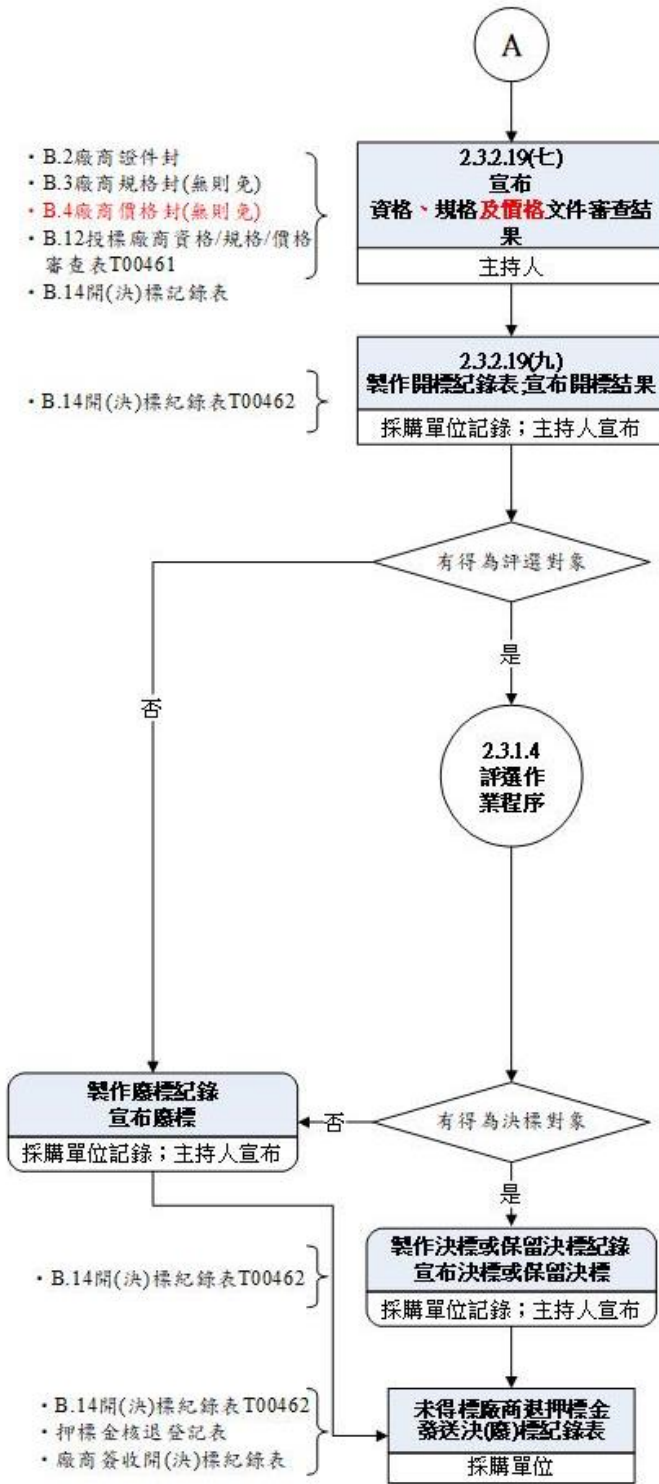 A
・B.2廠商證件封
・B.3廠商規格封(無則免)
・B.4廠商價格封(無則免)
・B.12投標廠商資格/規格/價格
審查表T00461
・B.14開(決)標記錄表
2.3.2.19(七)
宣布
資格、規格及價格文件審查結
果
主持人
・B.14開(決)標紀錄表T00462
2.3.2.19(九)
製作開標紀錄表;宣布開標結果
採購單位記錄；主持人宣布
有得為評選對象
是
否
2.3.1.4
評選作
業程序
製作廢標紀錄
宣布廢標
採購單位記錄；主持人宣布
否
有得為決標對象
是
・B.14開(決)標紀錄表T00462
製作決標或保留決標紀錄
宣布決標或保留決標
採購單位記錄；主持人宣布
・B.14開(決)標紀錄表T00462
・押標金核退登記表
・廠商簽收開(決)標紀錄表
未得標廠商退押標金
發送決(廢)標紀錄表
採購單位